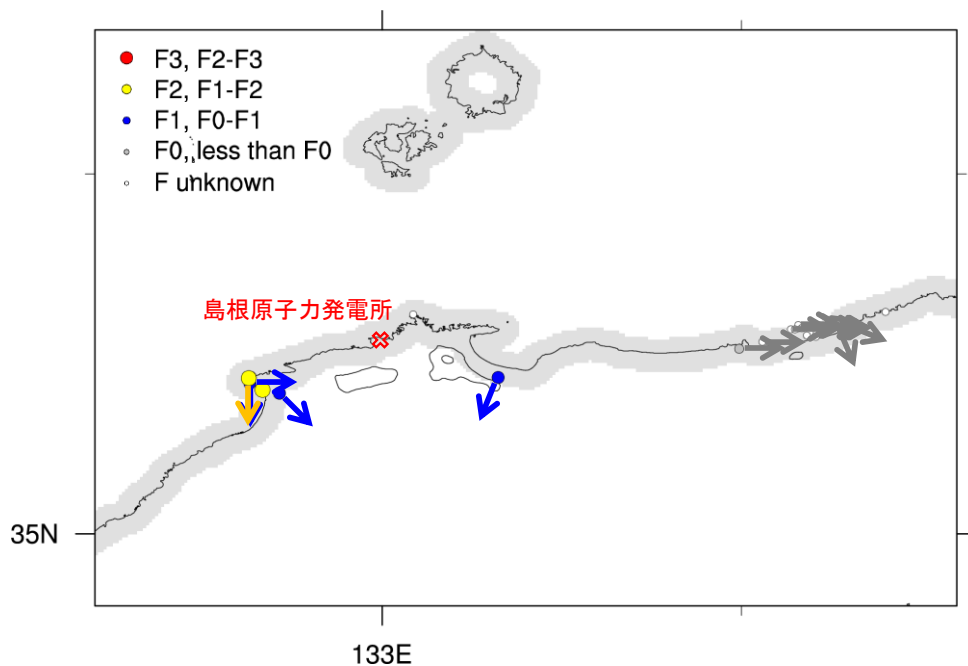 F3, F2-F3
F2, F1-F2
F1, F0-F1
F0, less than F0
F unknown
島根原子力発電所
35N
133E